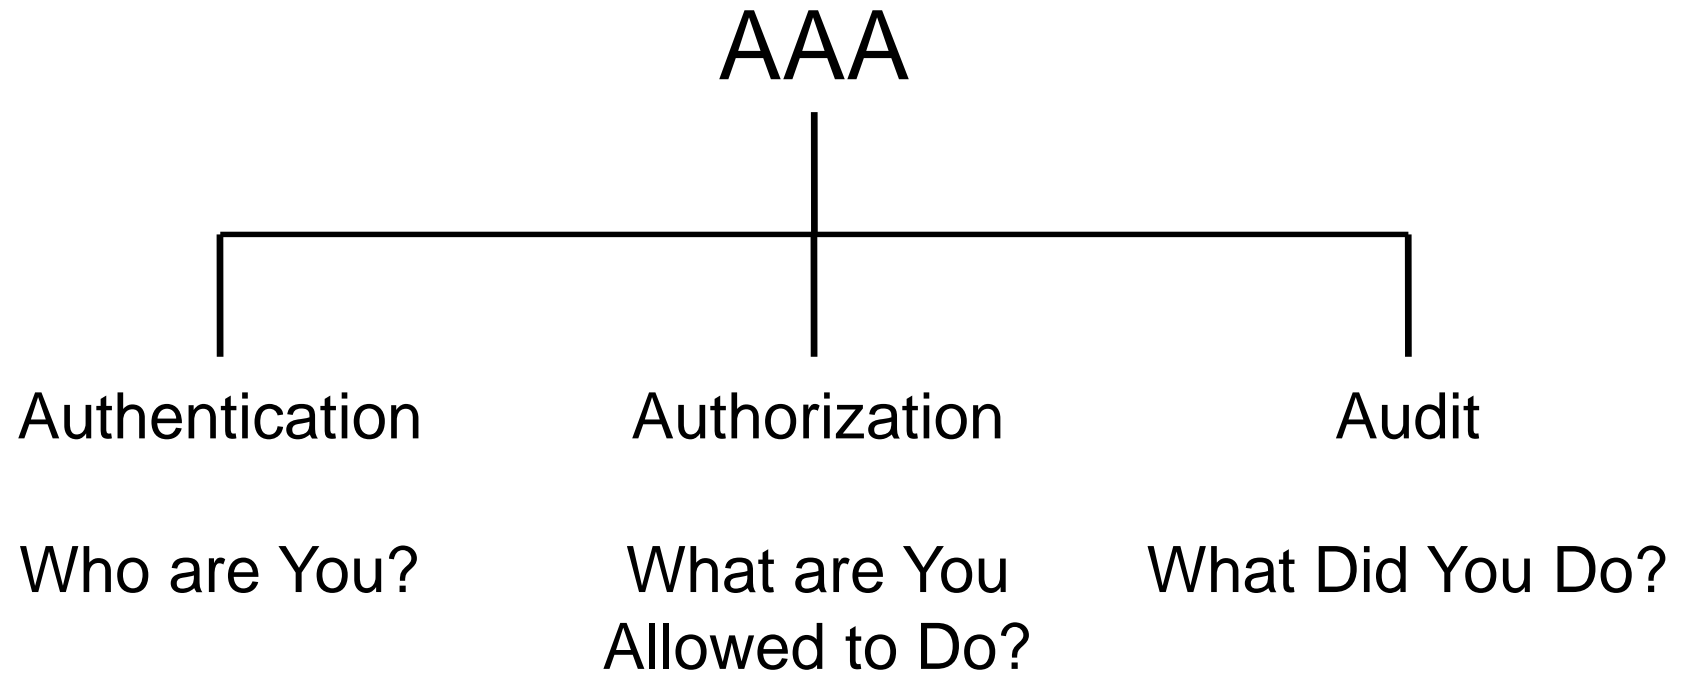 AAA
Authentication
Authorization
Audit
Who are You?
What are You
Allowed to Do?
What Did You Do?